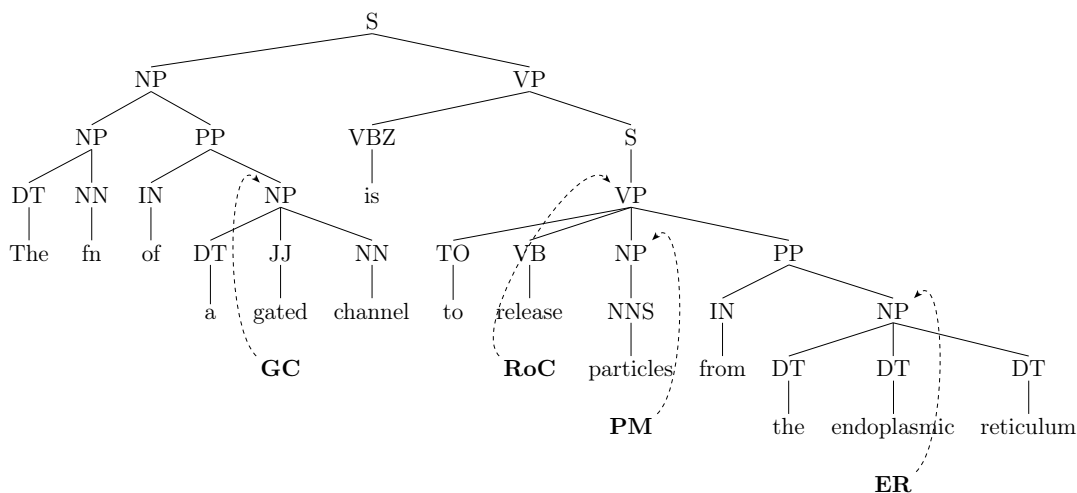 S
NP VP
NP PP VBZ S
DT NN IN NP is VP
The fn of DT JJ NN TO VB NP PP
a gated channel to release NNS IN NP
GC RoC particles from DT DT DT
PM the endoplasmic reticulum
ER